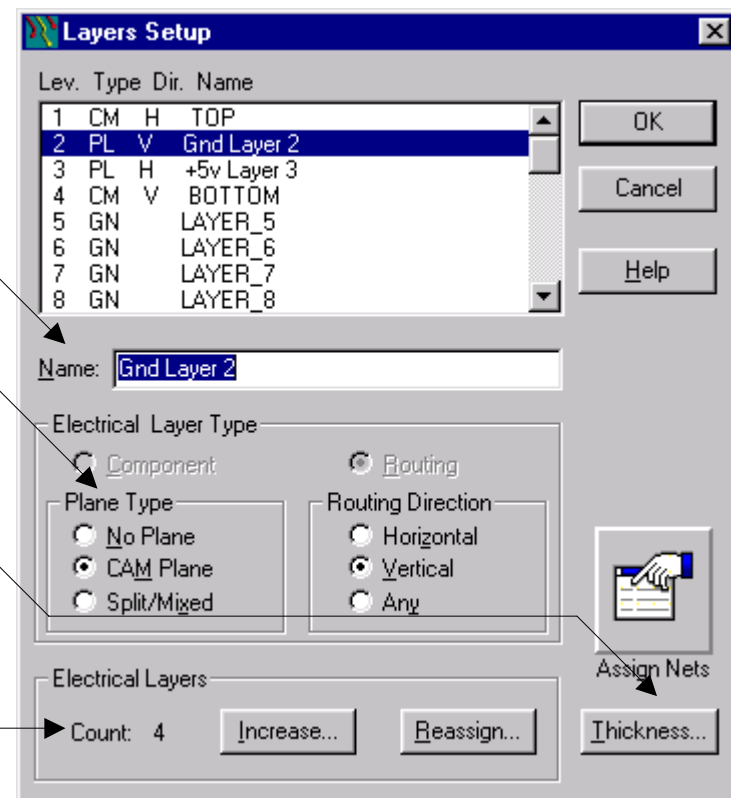 Layers Setup
Lev. Type Dir. Name
1 CM H TOP
2 PL V Gnd Layer 2
3 PL H +5v Layer 3
4 CM V BOTTOM
5 GN LAYER_5
6 GN LAYER_6
7 GN LAYER_7
8 GN LAYER_8
OK
Cancel
Help
Name: Gnd Layer 2
Electrical Layer Type
Component Routing
Plane Type
No Plane
CAM Plane
Split/Mixed
Routing Direction
Horizontal
Vertical
Any
Assign Nets
Electrical Layers
Count: 4 Increase... Reassign... Thickness...